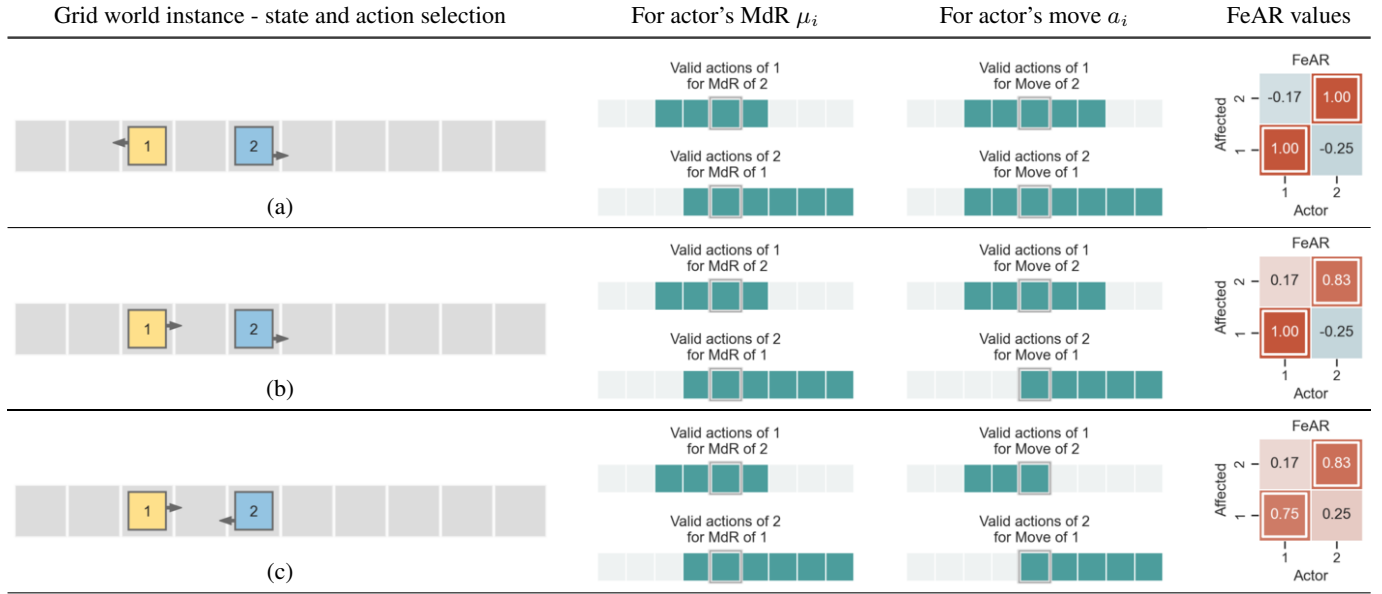 Grid world instance - state and action selection
For actor's MdR μᵢ
For actor's move aᵢ
FeAR values
1
2
(a)
Valid actions of 1
for MdR of 2
Valid actions of 2
for MdR of 1
Valid actions of 1
for Move of 2
Valid actions of 2
for Move of 1
FeAR
Affected
2
-0.17
1.00
1
1.00
-0.25
1
2
Actor
1
2
(b)
Valid actions of 1
for MdR of 2
Valid actions of 2
for MdR of 1
Valid actions of 1
for Move of 2
Valid actions of 2
for Move of 1
FeAR
Affected
2
0.17
0.83
1
1.00
-0.25
1
2
Actor
1
2
(c)
Valid actions of 1
for MdR of 2
Valid actions of 2
for MdR of 1
Valid actions of 1
for Move of 2
Valid actions of 2
for Move of 1
FeAR
Affected
2
0.17
0.83
1
0.75
0.25
1
2
Actor